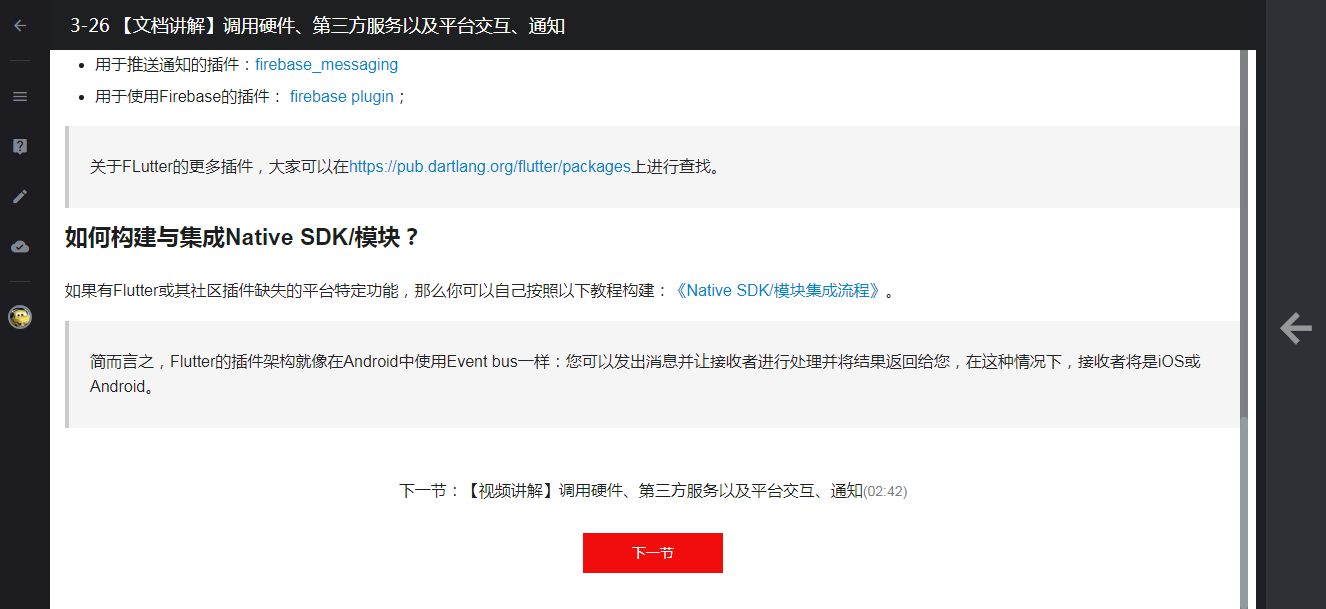 3-26 【文档讲解】调用硬件、第三方服务以及平台交互、通知
用于推送通知的插件：firebase_messaging
用于使用Firebase的插件： firebase plugin；
关于FLutter的更多插件，大家可以在https://pub.dartlang.org/flutter/packages上进行查找。
如何构建与集成Native SDK/模块？
如果有Flutter或其社区插件缺失的平台特定功能，那么你可以自己按照以下教程构建：《Native SDK/模块集成流程》。
简而言之，Flutter的插件架构就像在Android中使用Event bus一样：您可以发出消息并让接收者进行处理并将结果返回给您，在这种情况下，接收者将是iOS或
Android。
下一节：【视频讲解】调用硬件、第三方服务以及平台交互、通知(02:42)
下一节